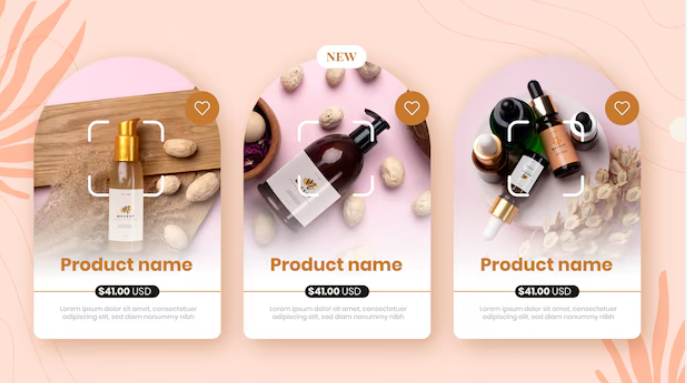 NEW
Product name
$41.00 USD
Lorem ipsum dolor sit amet, consectetuer
adipiscing elit, sed diam nonummy nibh
Product name
$41.00 USD
Lorem ipsum dolor sit amet, consectetuer
adipiscing elit, sed diam nonummy nibh
Product name
$41.00 USD
Lorem ipsum dolor sit amet, consectetuer
adipiscing elit, sed diam nonummy nibh